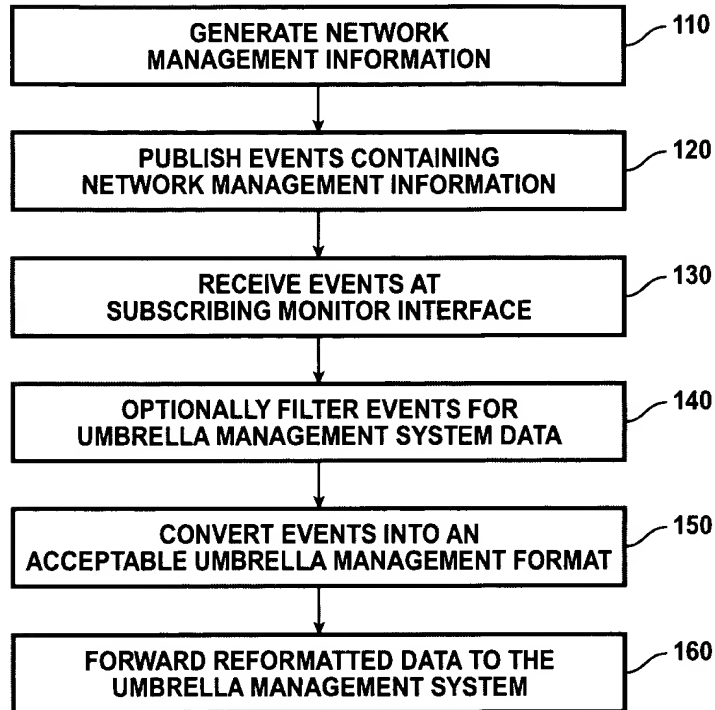 GENERATE NETWORK
MANAGEMENT INFORMATION
110
PUBLISH EVENTS CONTAINING
NETWORK MANAGEMENT INFORMATION
120
RECEIVE EVENTS AT
SUBSCRIBING MONITOR INTERFACE
130
OPTIONALLY FILTER EVENTS FOR
UMBRELLA MANAGEMENT SYSTEM DATA
140
CONVERT EVENTS INTO AN
ACCEPTABLE UMBRELLA MANAGEMENT FORMAT
150
FORWARD REFORMATTED DATA TO THE
UMBRELLA MANAGEMENT SYSTEM
160